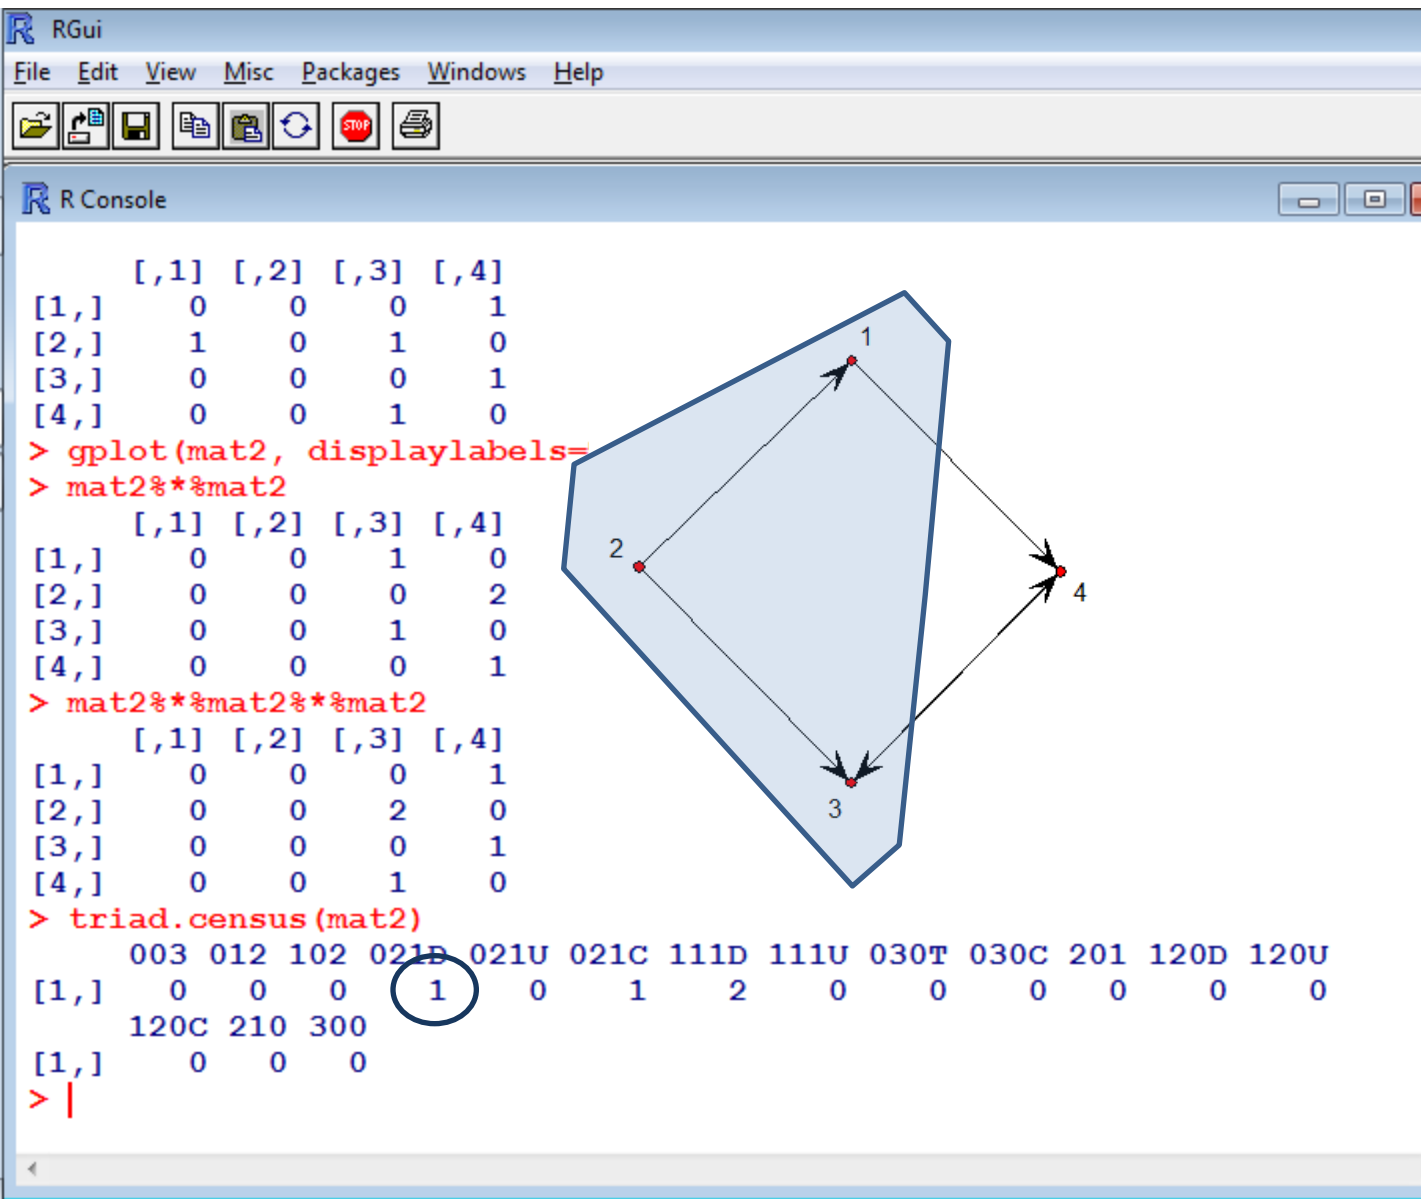 RGui
File Edit View Misc Packages Windows Help
STOP
R Console
[,1] [,2] [,3] [,4]
[1,] 0 0 0 1
[2,] 1 0 1 0
[3,] 0 0 0 1
[4,] 0 0 1 0
> gplot(mat2, displaylabels=
> mat2%*%mat2
[,1] [,2] [,3] [,4]
[1,] 0 0 1 0
[2,] 0 0 0 2
[3,] 0 0 1 0
[4,] 0 0 0 1
> mat2%*%mat2%*%mat2
[,1] [,2] [,3] [,4]
[1,] 0 0 0 1
[2,] 0 0 2 0
[3,] 0 0 0 1
[4,] 0 0 1 0
> triad.census(mat2)
003 012 102 021D 021U 021C 111D 111U 030T 030C 201 120D 120U
[1,] 0 0 0 1 0 1 2 0 0 0 0 0 0
120C 210 300
[1,] 0 0 0
>
1
2
4
3